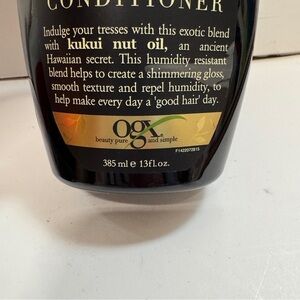 CONDITIONER
Indulge your tresses with this exotic blend
with kukui nut oil, an ancient
Hawaiian secret. This humidity resistant
blend helps to create a shimmering gloss,
smooth texture and repel humidity, to
help make every day a 'good hair' day.
ogx
beauty pure and simple
385 ml e 13fl.oz.